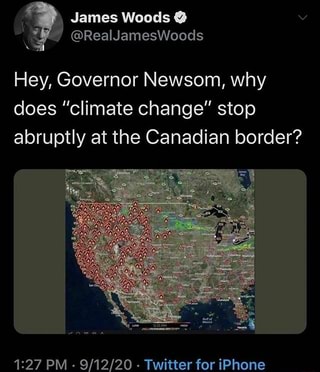 James Woods
@RealJamesWoods
Hey, Governor Newsom, why
does “climate change” stop
abruptly at the Canadian border?
1:27 PM · 9/12/20 · Twitter for iPhone